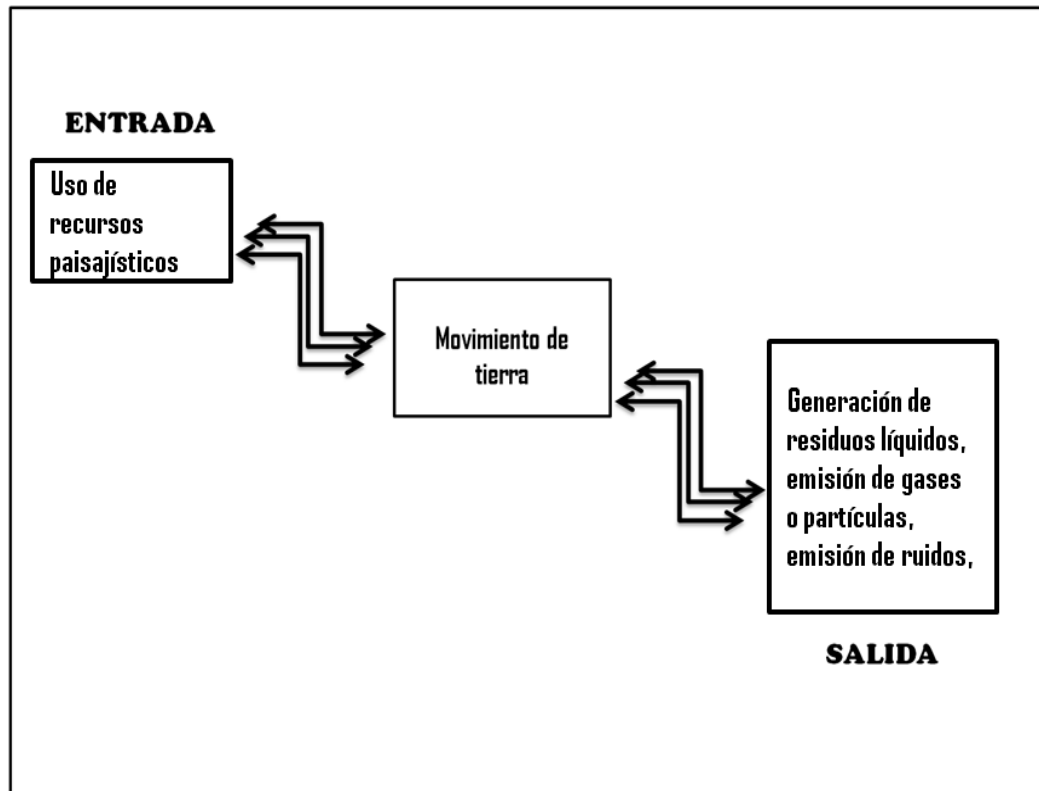 ENTRADA
Uso de
recursos
paisajísticos
Movimiento de
tierra
Generación de
residuos líquidos,
emisión de gases
o partículas,
emisión de ruidos,
SALIDA